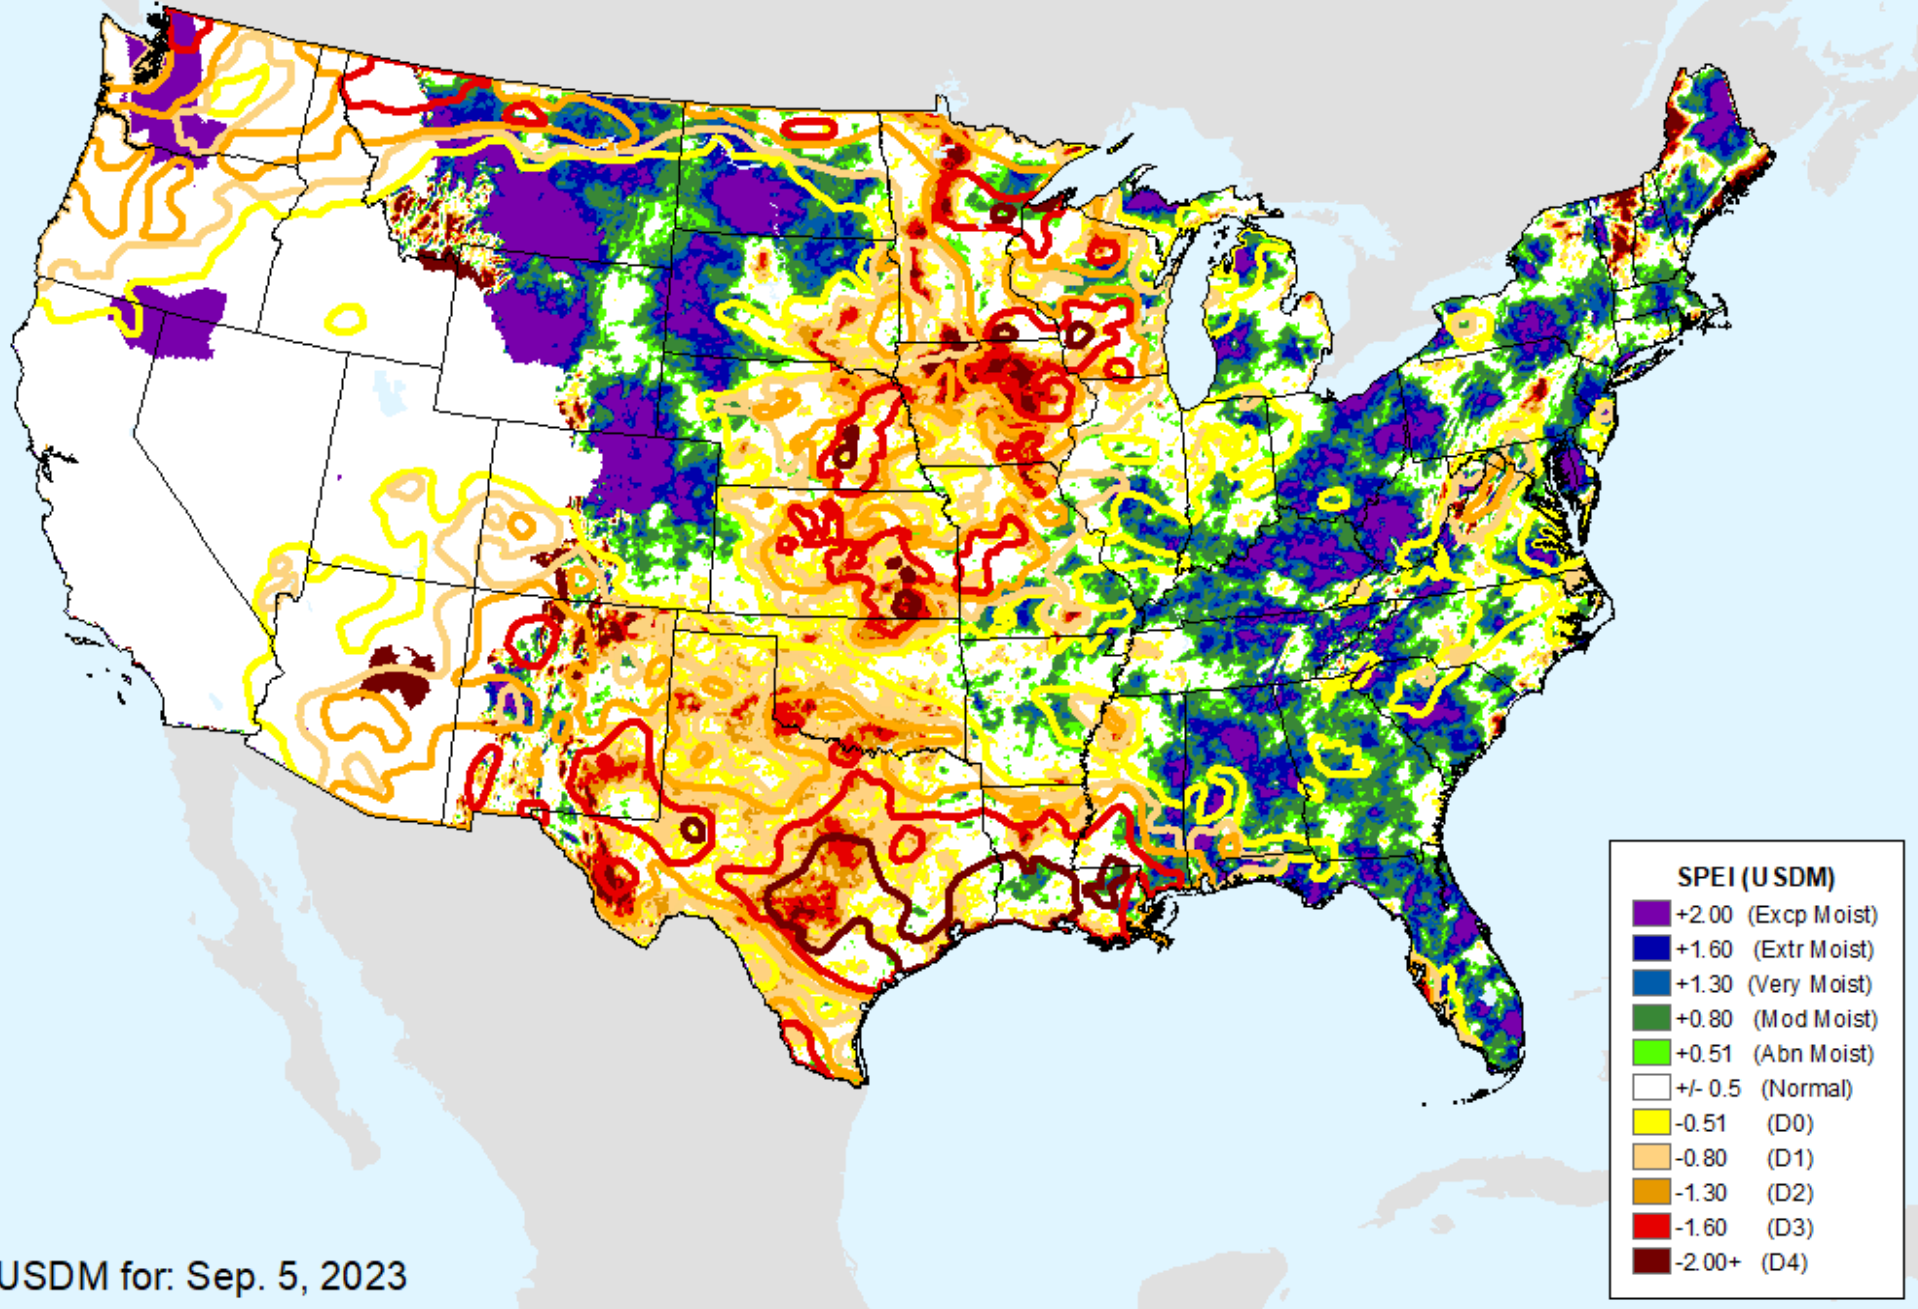 SPEI (USDM)
+2.00 (Excp Moist)
+1.60 (Extr Moist)
+1.30 (Very Moist)
+0.80 (Mod Moist)
+0.51 (Abn Moist)
+/- 0.5 (Normal)
-0.51 (D0)
-0.80 (D1)
-1.30 (D2)
-1.60 (D3)
-2.00+ (D4)
USDM for: Sep. 5, 2023